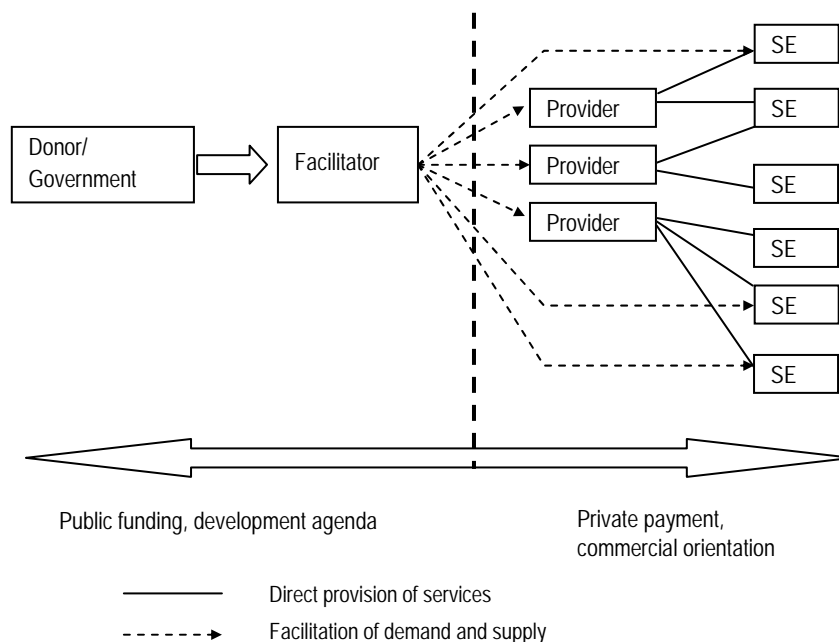 SE
Provider
SE
Donor/
Government
Facilitator
Provider
SE
Provider
SE
SE
SE
Public funding, development agenda
Private payment,
commercial orientation
Direct provision of services
Facilitation of demand and supply